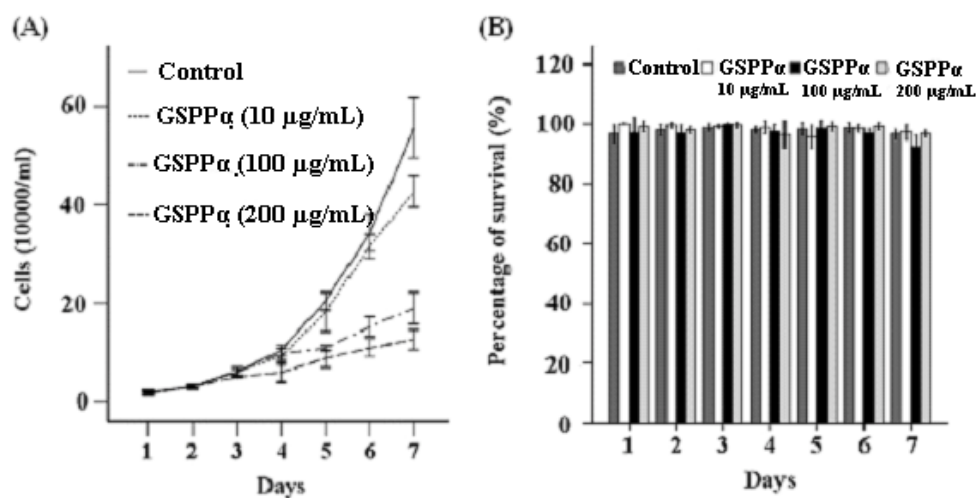 (A)
Control
GSPPα (10 µg/mL)
GSPPα (100 µg/mL)
GSPPα (200 µg/mL)
Cells (10000/ml)
60
40
20
0
1 2 3 4 5 6 7
Days
(B)
Control GSPPα GSPPα GSPPα
10 µg/mL 100 µg/mL 200 µg/mL
Percentage of survival (%)
120
100
80
60
40
20
0
1 2 3 4 5 6 7
Days